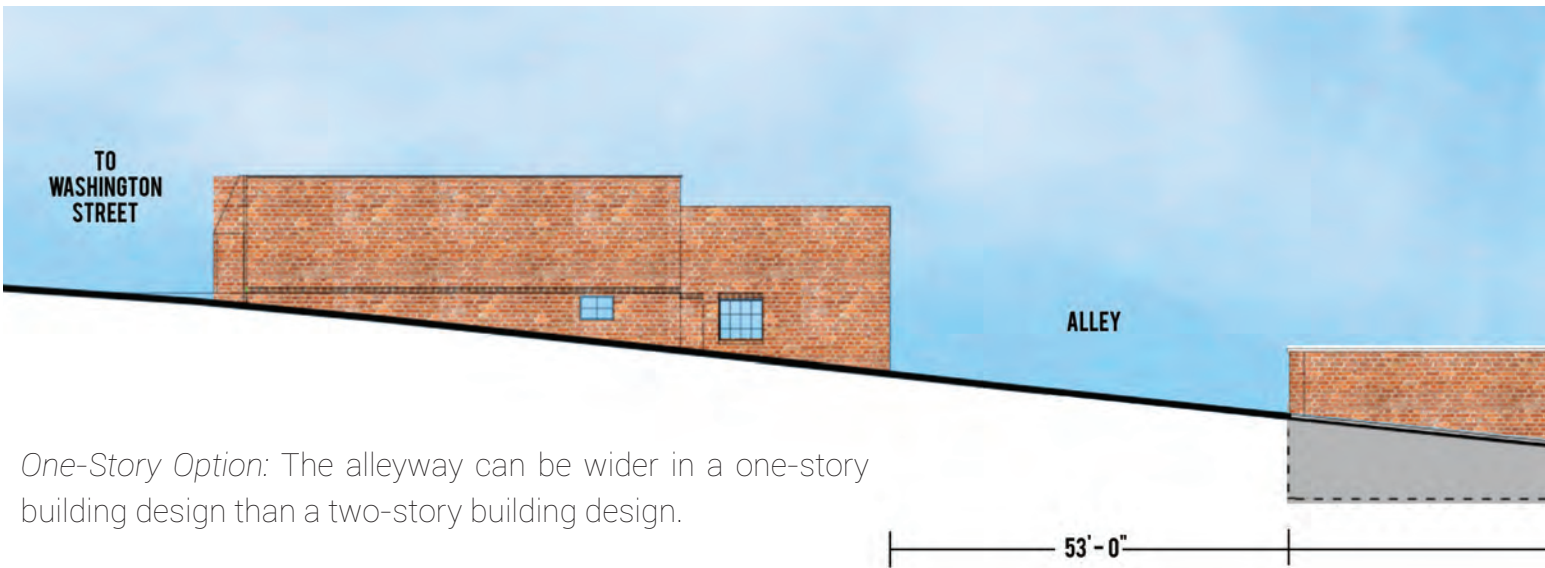 TO
WASHINGTON
STREET
ALLEY
One-Story Option: The alleyway can be wider in a one-story
building design than a two-story building design.
53'-0"